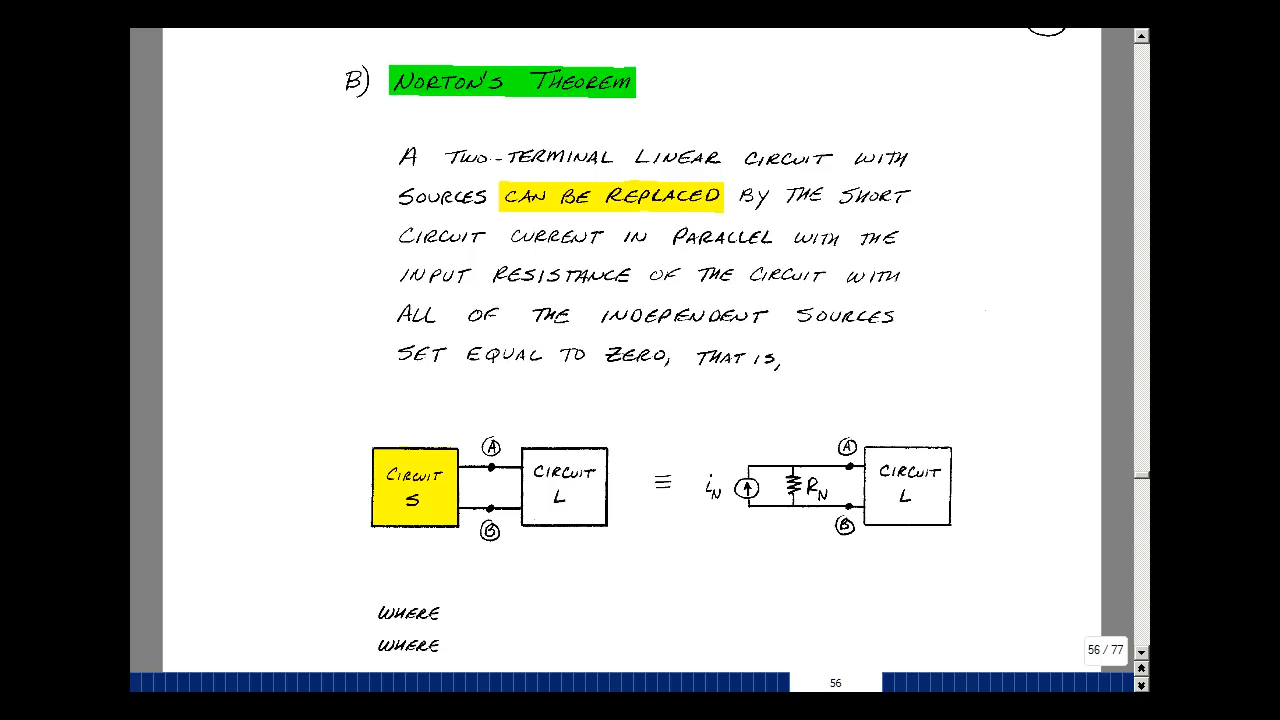 B) NORTON'S THEOREM
A TWO-TERMINAL LINEAR CIRCUIT WITH
SOURCES CAN BE REPLACED BY THE SHORT
CIRCUIT CURRENT IN PARALLEL WITH THE
INPUT RESISTANCE OF THE CIRCUIT WITH
ALL OF THE INDEPENDENT SOURCES
SET EQUAL TO ZERO, THAT IS,
A
A
CIRCUIT
S
CIRCUIT
L
≡
iN
RN
CIRCUIT
L
B
B
WHERE
WHERE
56 / 77
56